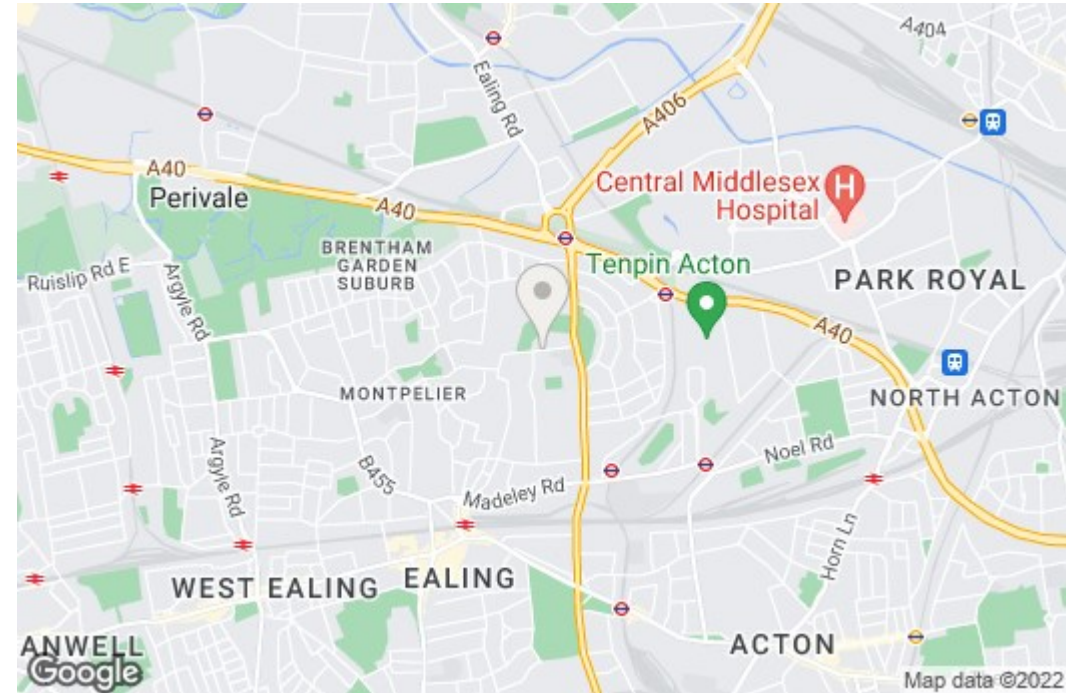 A40A
Ealing Rd
A406
A40
Perivale
A40
Central Middlesex
Hospital
H
BRENTHAM
GARDEN
SUBURB
Tenpin Acton
Ruislip Rd E
Argyle Rd
PARK ROYAL
A40
MONTPELIER
NORTH ACTON
Argyle Rd
B455
Noel Rd
Madeley Rd
Horn Ln
WEST EALING
EALING
ACTON
ANWELL
Google
Map data ©2022